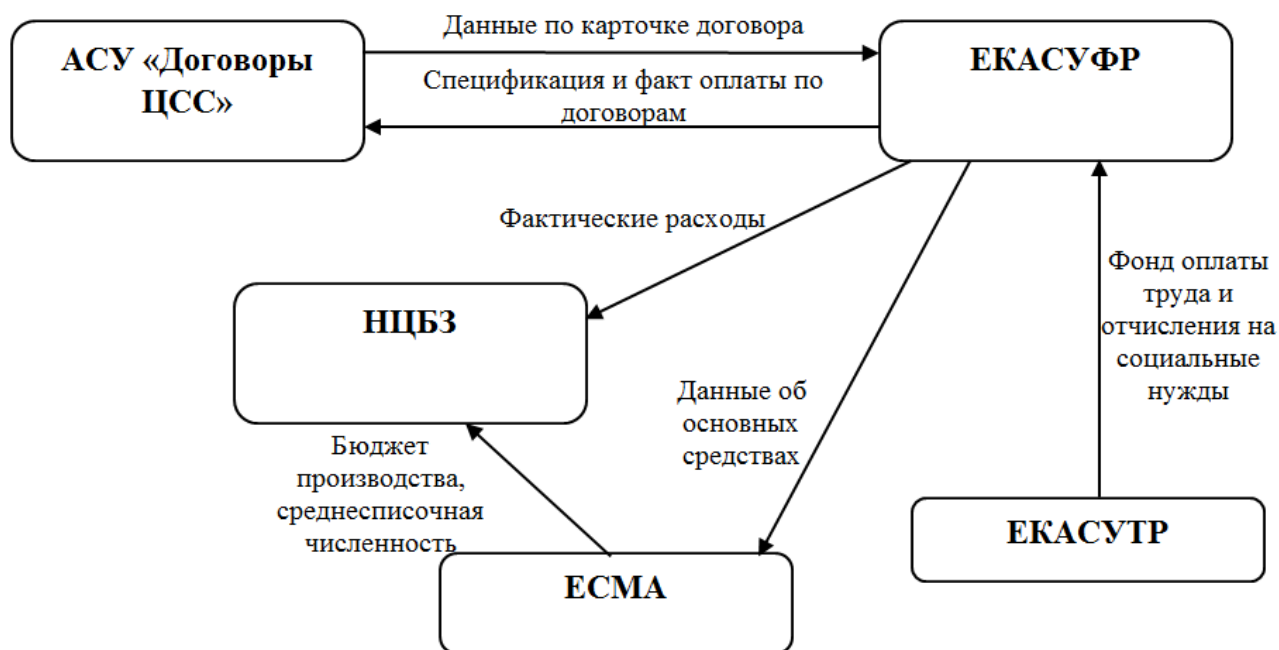 АСУ «Договоры
ЦСС»
Данные по карточке договора
Спецификация и факт оплаты по
договорам
ЕКАСУФР
Фактические расходы
Фонд оплаты
труда и
отчисления на
социальные
нужды
НЦБЗ
Данные об
основных
средствах
Бюджет
производства,
среднесписочная
численность
ЕКАСУТР
ЕСМА